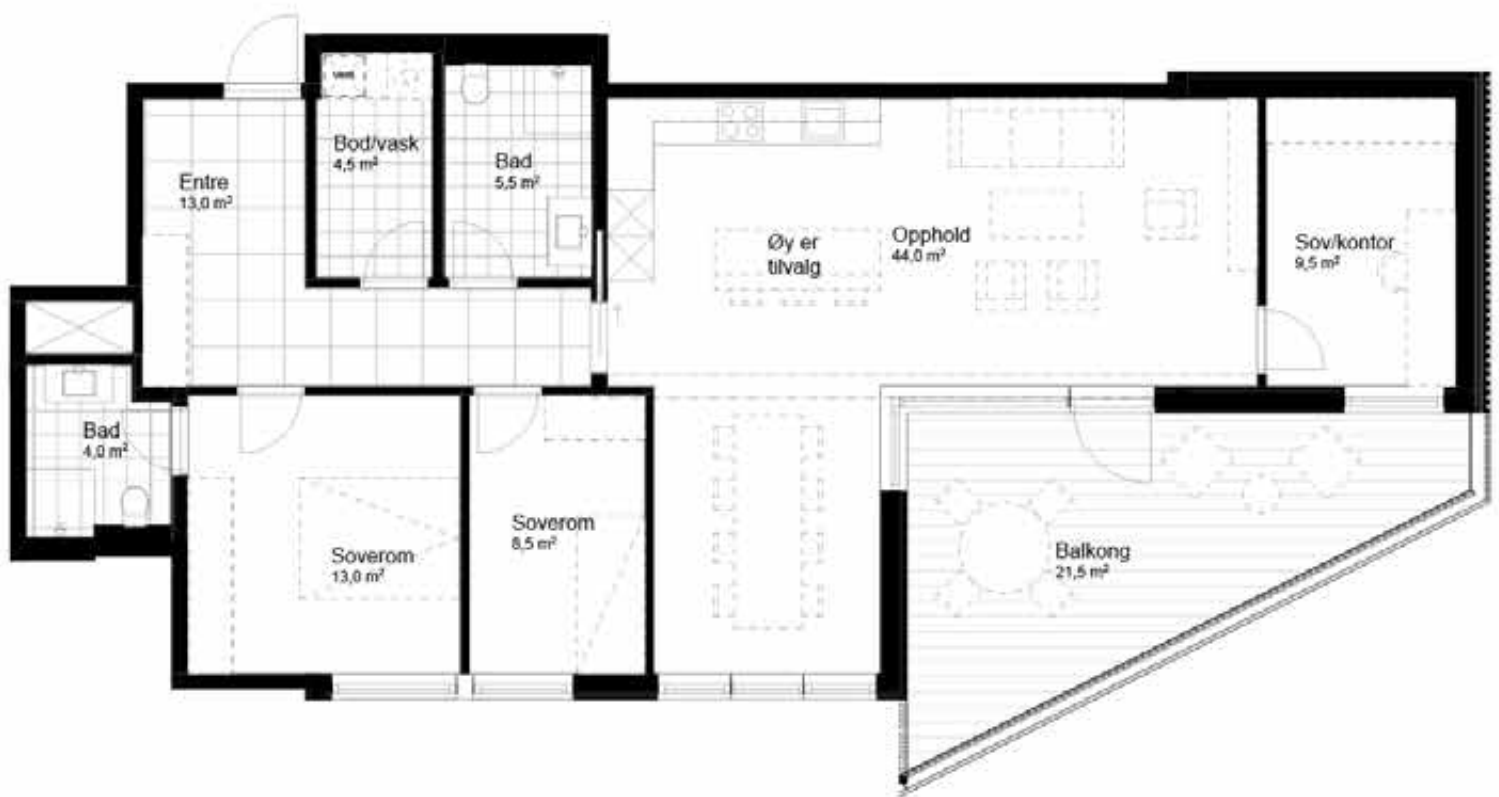 Bod/vask
4,5 m²
Bad
5,5 m²
Entre
13,0 m²
Øy er
tilvalg
Opphold
44,0 m²
Sov/kontor
9,5 m²
Bad
4,0 m²
Soverom
13,0 m²
Soverom
8,5 m²
Balkong
21,5 m²